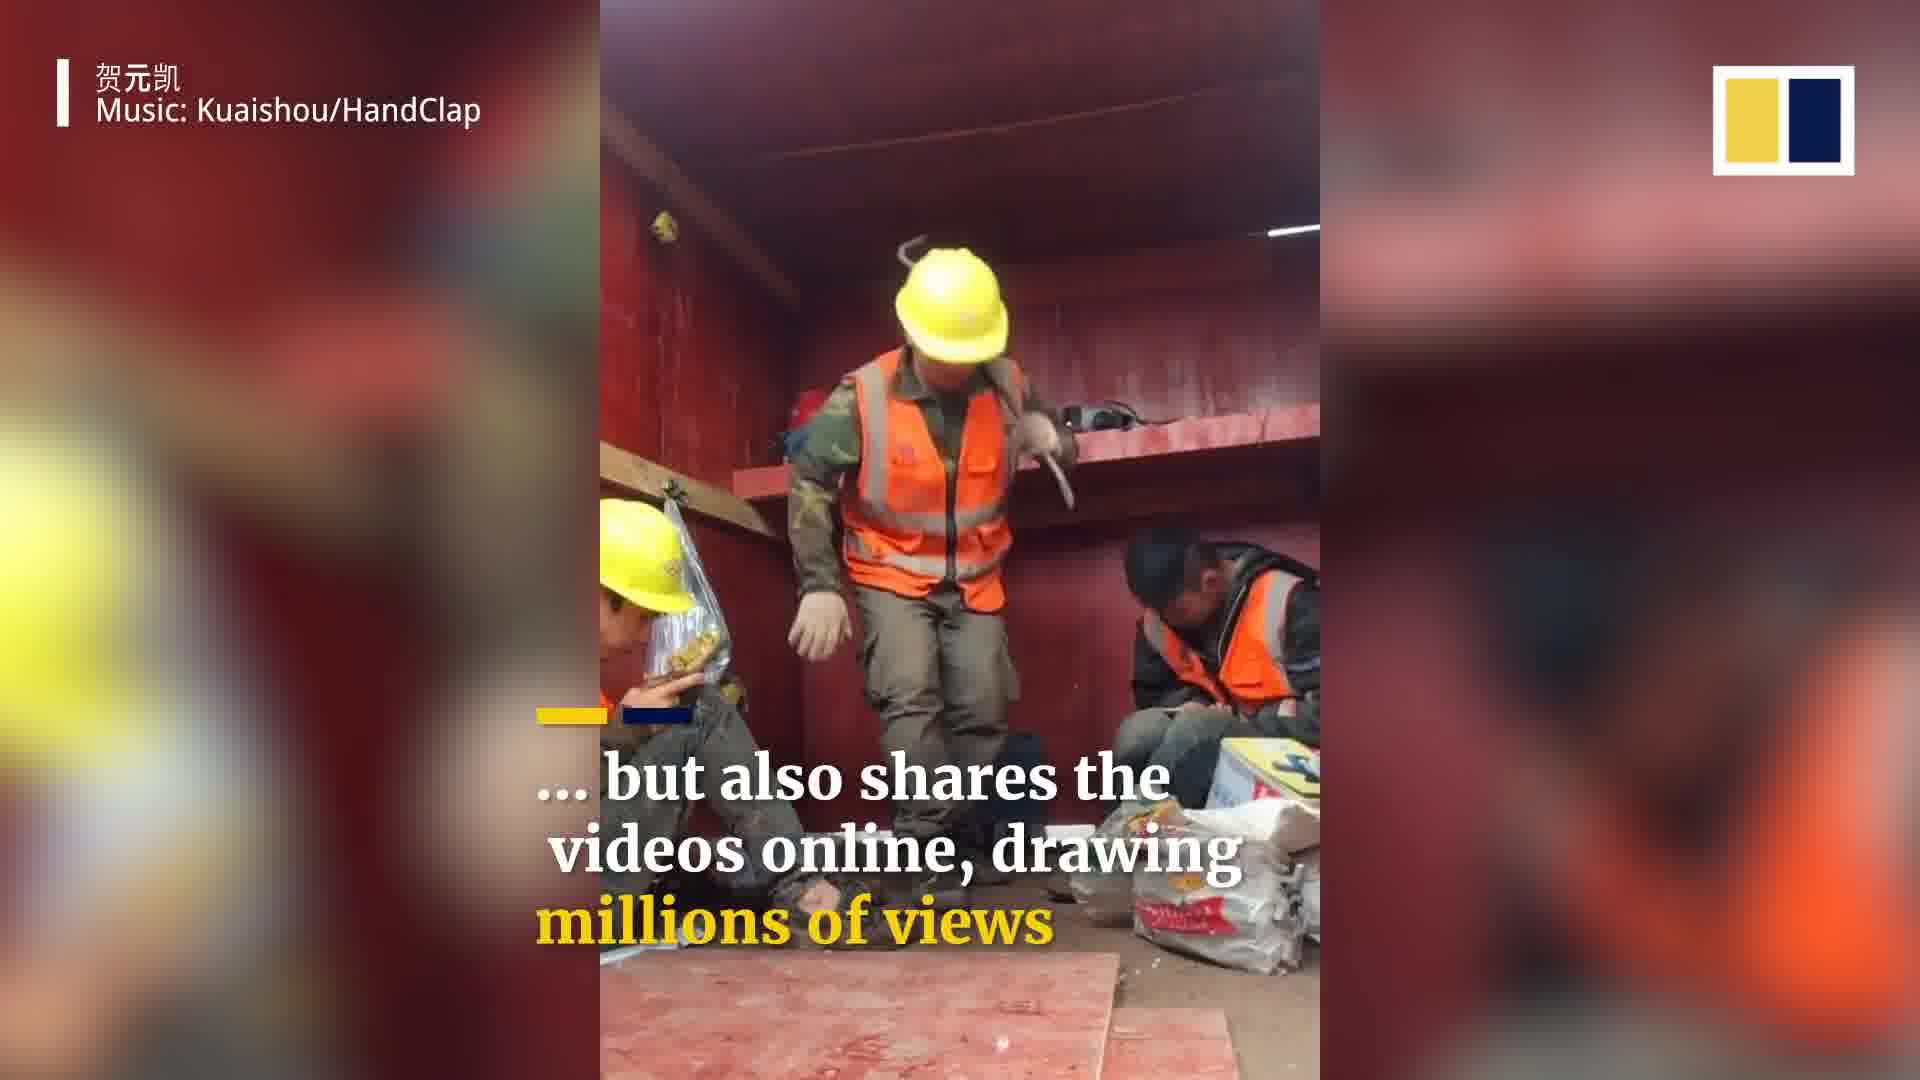 贺元凯
Music: Kuaishou/HandClap
... but also shares the
videos online, drawing
millions of views